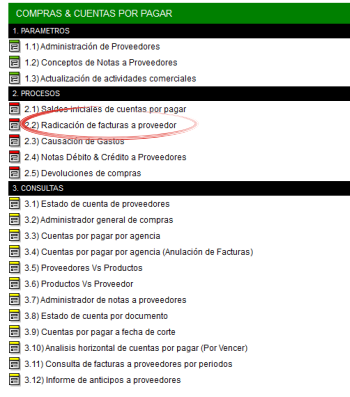 COMPRAS & CUENTAS POR PAGAR
1. PARAMETROS
1.1) Administración de Proveedores
1.2) Conceptos de Notas a Proveedores
1.3) Actualización de actividades comerciales
2. PROCESOS
2.1) Saldos iniciales de cuentas por pagar
2.2) Radicación de facturas a proveedor
2.3) Causación de Gastos
2.4) Notas Débito & Crédito a Proveedores
2.5) Devoluciones de compras
3. CONSULTAS
3.1) Estado de cuenta de proveedores
3.2) Administrador general de compras
3.3) Cuentas por pagar por agencia
3.4) Cuentas por pagar por agencia (Anulación de Facturas)
3.5) Proveedores Vs Productos
3.6) Productos Vs Proveedor
3.7) Administrador de notas a proveedores
3.8) Estado de cuenta por documento
3.9) Cuentas por pagar a fecha de corte
3.10) Analisis horizontal de cuentas por pagar (Por Vencer)
3.11) Consulta de facturas a proveedores por periodos
3.12) Informe de anticipos a proveedores